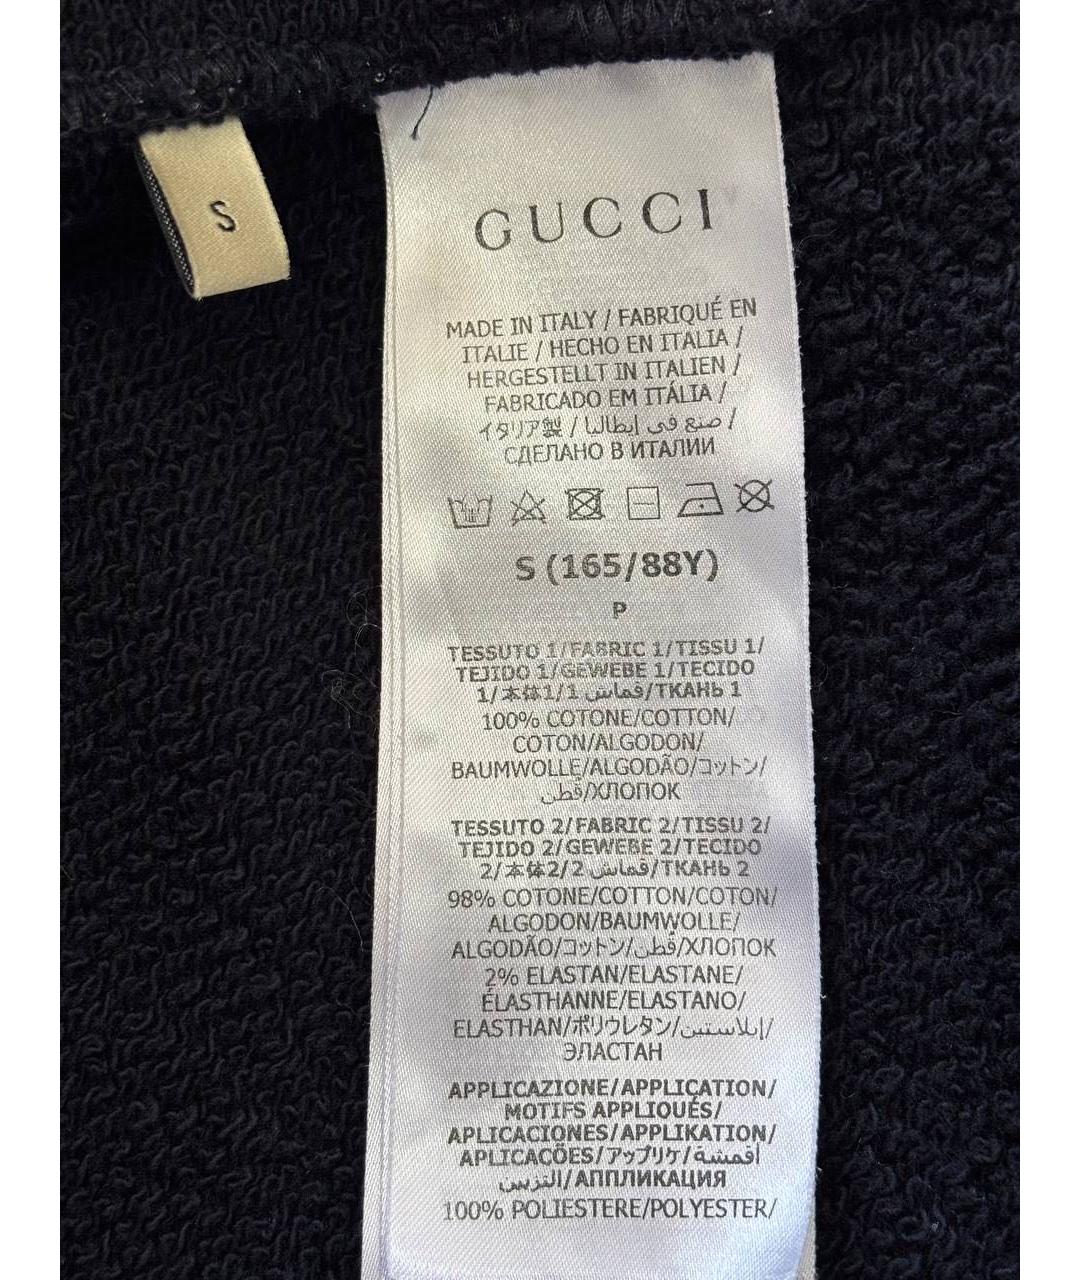 S
GUCCI
MADE IN ITALY / FABRIQUÉ EN
ITALIE / HECHO EN ITALIA /
HERGESTELLT IN ITALIEN /
FABRICADO EM ITÁLIA /
イタリア製 / صنع في إيطاليا /
СДЕЛАНО В ИТАЛИИ
S (165/88Y)
P
TESSUTO 1/FABRIC 1/TISSU 1/
TEJIDO 1/GEWEBE 1/TECIDO
1/本体1/1 قماش/ТКАНЬ 1
100% COTONE/COTTON/
COTON/ALGODON/
BAUMWOLLE/ALGODÃO/コットン/
قطن/ХЛОПОК
TESSUTO 2/FABRIC 2/TISSU 2/
TEJIDO 2/GEWEBE 2/TECIDO
2/本体2/2 قماش/ТКАНЬ 2
98% COTONE/COTTON/COTON/
ALGODON/BAUMWOLLE/
ALGODÃO/コットン/قطن/ХЛОПОК
2% ELASTAN/ELASTANE/
ÉLASTHANNE/ELASTANO/
ELASTHAN/ポリウレタン/إيلاستين/
ЭЛАСТАН
APPLICAZIONE/APPLICATION/
MOTIFS APPLIQUÉS/
APLICACIONES/APPLIKATION/
APLICAÇÕES/アップリケ/أقمشة
التزيين/АППЛИКАЦИЯ
100% POLIESTERE/POLYESTER/